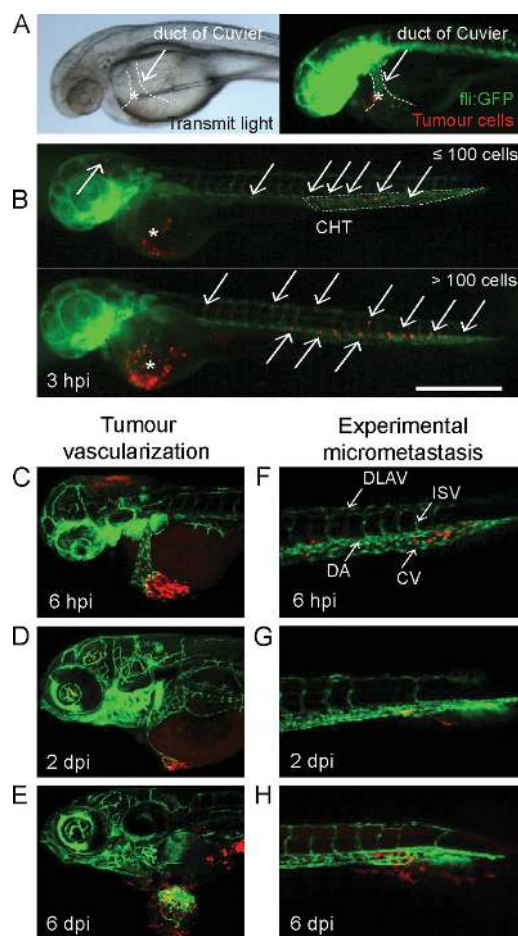 A
duct of Cuvier
*
Transmit light
duct of Cuvier
*
fli:GFP
Tumour cells
B
≤ 100 cells
*
CHT
> 100 cells
*
3 hpi
Tumour
vascularization
Experimental
micrometastasis
C
6 hpi
F
DLAV
ISV
DA
CV
6 hpi
D
2 dpi
G
2 dpi
E
6 dpi
H
6 dpi